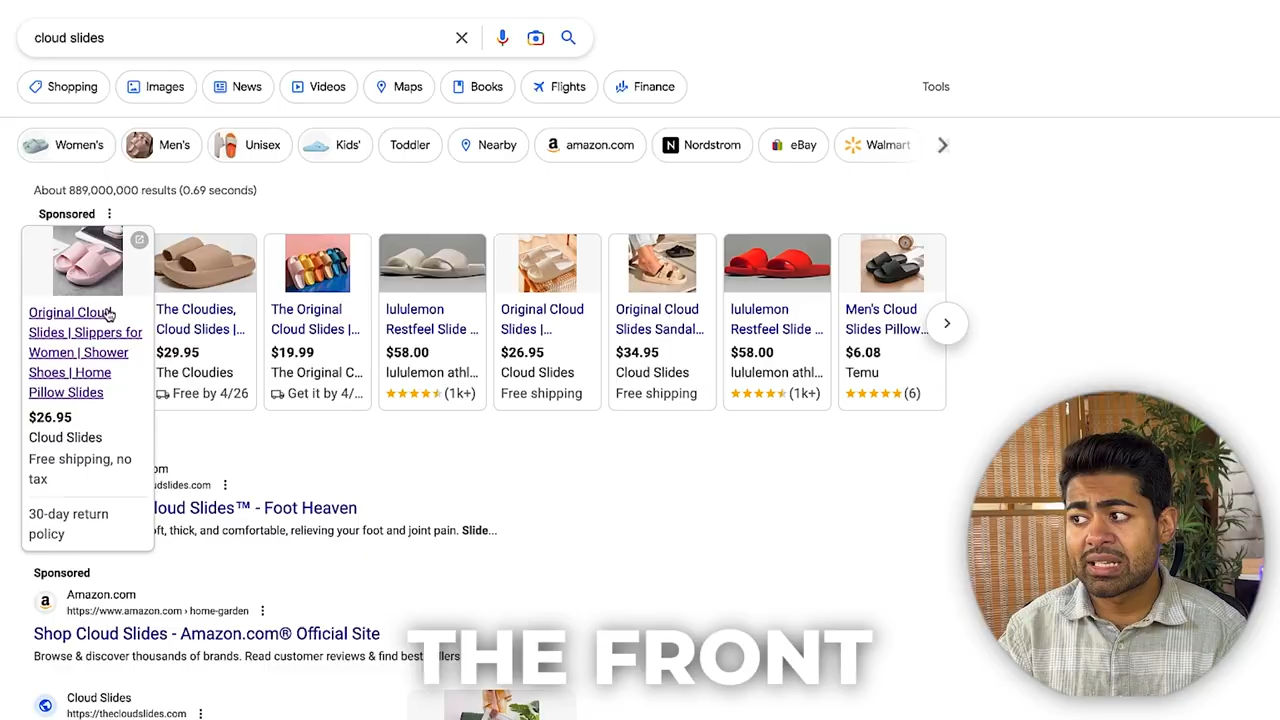 cloud slides
Shopping
Images
News
Videos
Maps
Books
Flights
Finance
Tools
Women's
Men's
Unisex
Kids'
Toddler
Nearby
amazon.com
Nordstrom
eBay
Walmart
About 889,000,000 results (0.69 seconds)
Sponsored
Original Cloud
Slides | Slippers for
Women | Shower
Shoes | Home
Pillow Slides
$26.95
Cloud Slides
Free shipping, no
tax
30-day return
policy
The Cloudies,
Cloud Slides |...
$29.95
The Cloudies
Free by 4/26
The Original
Cloud Slides |...
$19.99
The Original C...
Get it by 4/...
lululemon
Restfeel Slide ...
$58.00
lululemon athl...
(1k+)
Original Cloud
Slides |...
$26.95
Cloud Slides
Free shipping
Original Cloud
Slides Sandal...
$34.95
Cloud Slides
Free shipping
lululemon
Restfeel Slide ...
$58.00
lululemon athl...
(1k+)
Men's Cloud
Slides Pillow...
$6.08
Temu
(6)
om
udslides.com
loud Slides™ - Foot Heaven
oft, thick, and comfortable, relieving your foot and joint pain. Slide...
Sponsored
a
Amazon.com
https://www.amazon.com › home-garden
Shop Cloud Slides - Amazon.com® Official Site
Browse & discover thousands of brands. Read customer reviews & find best
llers
THE FRONT
Cloud Slides
https://thecloudslides.com